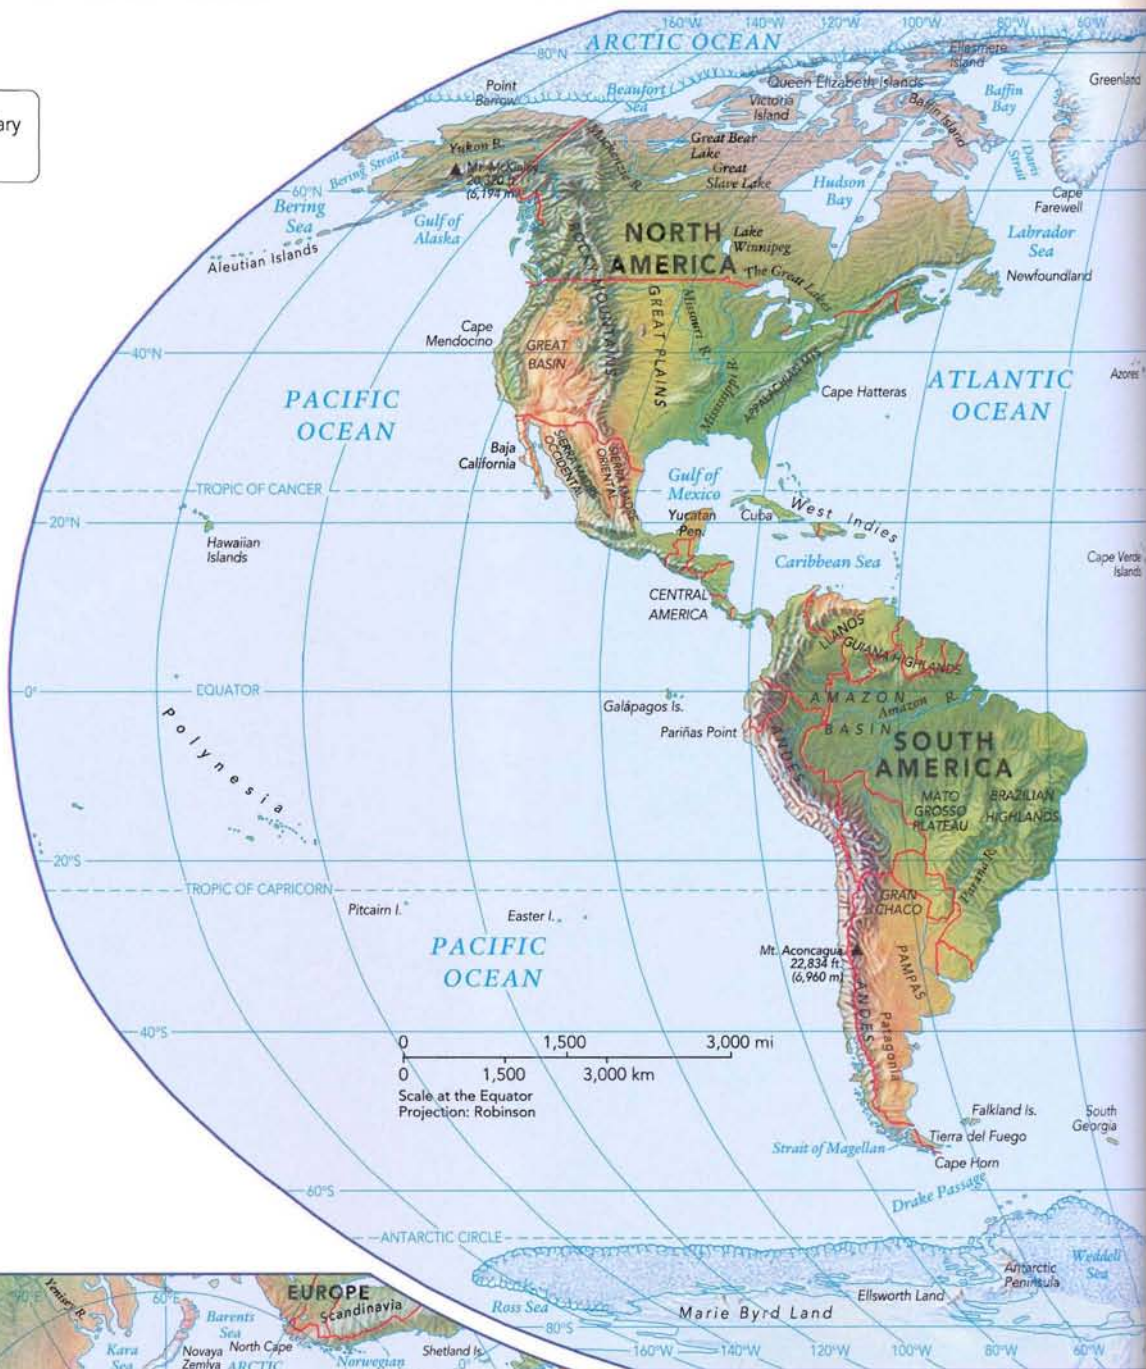 ary
160°W 140°W 120°W 100°W 80°W 60°W
80°N
ARCTIC OCEAN
Ellesmere
Island
Greenland
Point
Barrow
Beaufort
Sea
Queen Elizabeth Islands
Victoria
Island
Baffin Island
Baffin
Bay
Yukon R.
Mackenzie R.
Great Bear
Lake
Great
Slave Lake
Davis
Strait
Bering Strait
Mt. McKinley
20,320 ft.
(6,194 m)
60°N
Bering
Sea
Gulf of
Alaska
Hudson
Bay
Cape
Farewell
Aleutian Islands
ROCKY MOUNTAINS
NORTH
AMERICA
Lake
Winnipeg
Labrador
Sea
The Great Lakes
Newfoundland
Cape
Mendocino
GREAT
BASIN
GREAT PLAINS
Missouri R.
Mississippi R.
APPALACHIAN MTS.
40°N
Cape Hatteras
ATLANTIC
OCEAN
Azores
PACIFIC
OCEAN
Baja
California
SIERRA MADRE
OCCIDENTAL
SIERRA MADRE
ORIENTAL
Gulf of
Mexico
TROPIC OF CANCER
20°N
Hawaiian
Islands
Yucatan
Pen.
Cuba
West Indies
Caribbean Sea
Cape Verde
Islands
CENTRAL
AMERICA
LLANOS
GUIANA HIGHLANDS
0°
EQUATOR
Galápagos Is.
Pariñas Point
AMAZON
BASIN
Amazon R.
Polynesia
ANDES
SOUTH
AMERICA
MATO
GROSSO
PLATEAU
BRAZILIAN
HIGHLANDS
20°S
TROPIC OF CAPRICORN
Paraná R.
GRAN
CHACO
Pitcairn I.
Easter I.
PACIFIC
OCEAN
Mt. Aconcagua
22,834 ft.
(6,960 m)
PAMPAS
ANDES
Patagonia
40°S
0 1,500 3,000 mi
0 1,500 3,000 km
Scale at the Equator
Projection: Robinson
Falkland Is.
South
Georgia
Strait of Magellan
Tierra del Fuego
Cape Horn
60°S
Drake Passage
ANTARCTIC CIRCLE
Antarctic
Peninsula
Weddell
Sea
Ross Sea
Ellsworth Land
Marie Byrd Land
80°S
160°W 140°W 120°W 100°W 80°W
Yenisey R.
60°E
EUROPE
Scandinavia
Barents
Sea
Kara
Sea
Novaya
Zemlya
North Cape
ARCTIC
Norwegian
Shetland Is.
0°